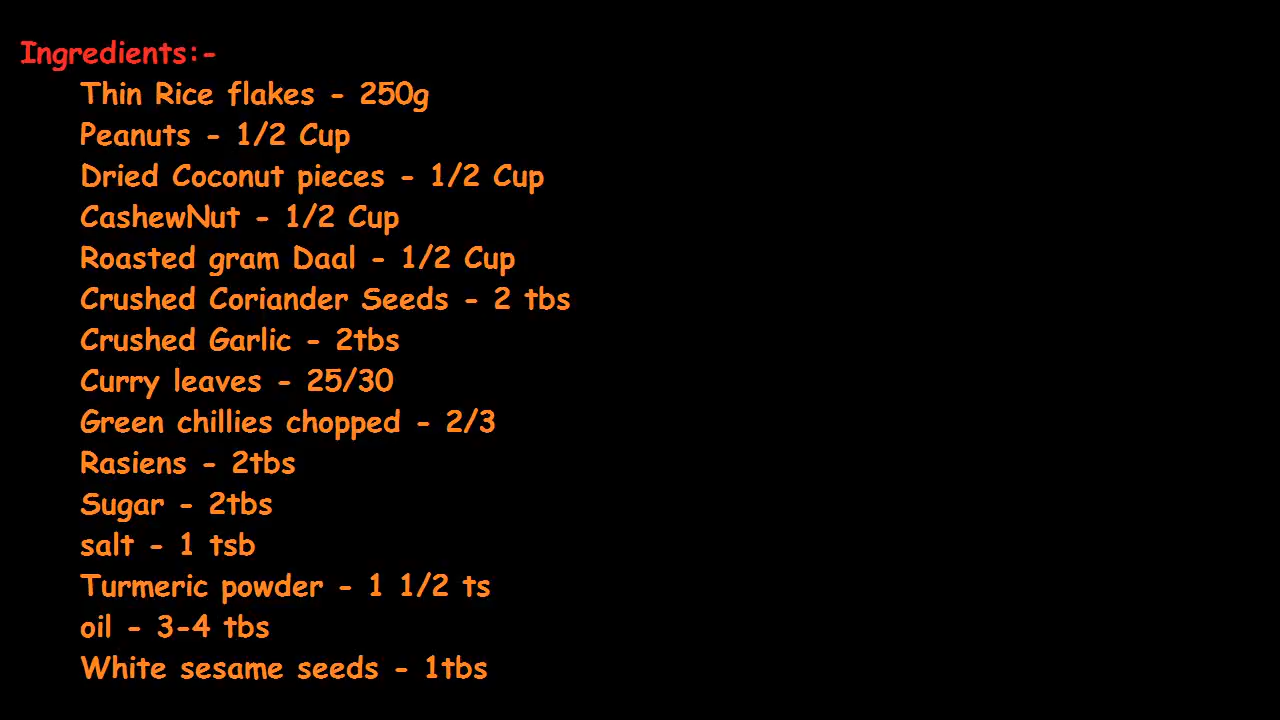 Ingredients:-
Thin Rice flakes - 250g
Peanuts - 1/2 Cup
Dried Coconut pieces - 1/2 Cup
CashewNut - 1/2 Cup
Roasted gram Daal - 1/2 Cup
Crushed Coriander Seeds - 2 tbs
Crushed Garlic - 2tbs
Curry leaves - 25/30
Green chillies chopped - 2/3
Rasiens - 2tbs
Sugar - 2tbs
salt - 1 tsb
Turmeric powder - 1 1/2 ts
oil - 3-4 tbs
White sesame seeds - 1tbs